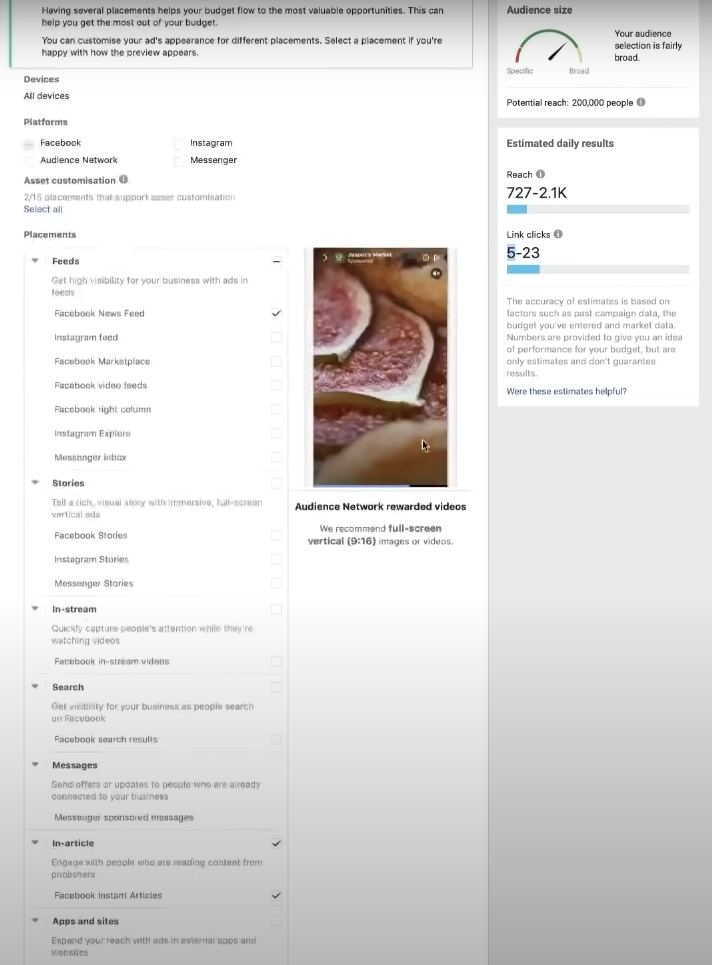 Having several placements helps your budget flow to the most valuable opportunities. This can
help you get the most out of your budget.
You can customise your ad's appearance for different placements. Select a placement if you're
happy with how the preview appears.
Devices
All devices
Platforms
Facebook
Instagram
Audience Network
Messenger
Asset customisation
2/16 placements that support asset customisation
Select all
Placements
Feeds
Get high visibility for your business with ads in
feeds
Facebook News Feed
Instagram feed
Facebook Marketplace
Facebook video feeds
Facebook right column
Instagram Explore
Messenger inbox
Stories
Tell a rich, visual story with immersive, full-screen
vertical ads
Facebook Stories
Instagram Stories
Messenger Stories
In-stream
Quickly capture people's attention while they're
watching videos
Facebook in-stream videos
Search
Get visibility for your business as people search
on Facebook
Facebook search results
Messages
Send offers or updates to people who are already
connected to your business
Messenger sponsored messages
In-article
Engage with people who are reading content from
publishers
Facebook Instant Articles
Apps and sites
Expand your reach with ads in external apps and
websites
Jasper's Market
Sponsored
Audience Network rewarded videos
We recommend full-screen
vertical (9:16) images or videos.
Audience size
Your audience
selection is fairly
broad.
Specific
Broad
Potential reach: 200,000 people
Estimated daily results
Reach
727-2.1K
Link clicks
5-23
The accuracy of estimates is based on
factors such as past campaign data, the
budget you've entered and market data.
Numbers are provided to give you an idea
of performance for your budget, but are
only estimates and don't guarantee
results.
Were these estimates helpful?